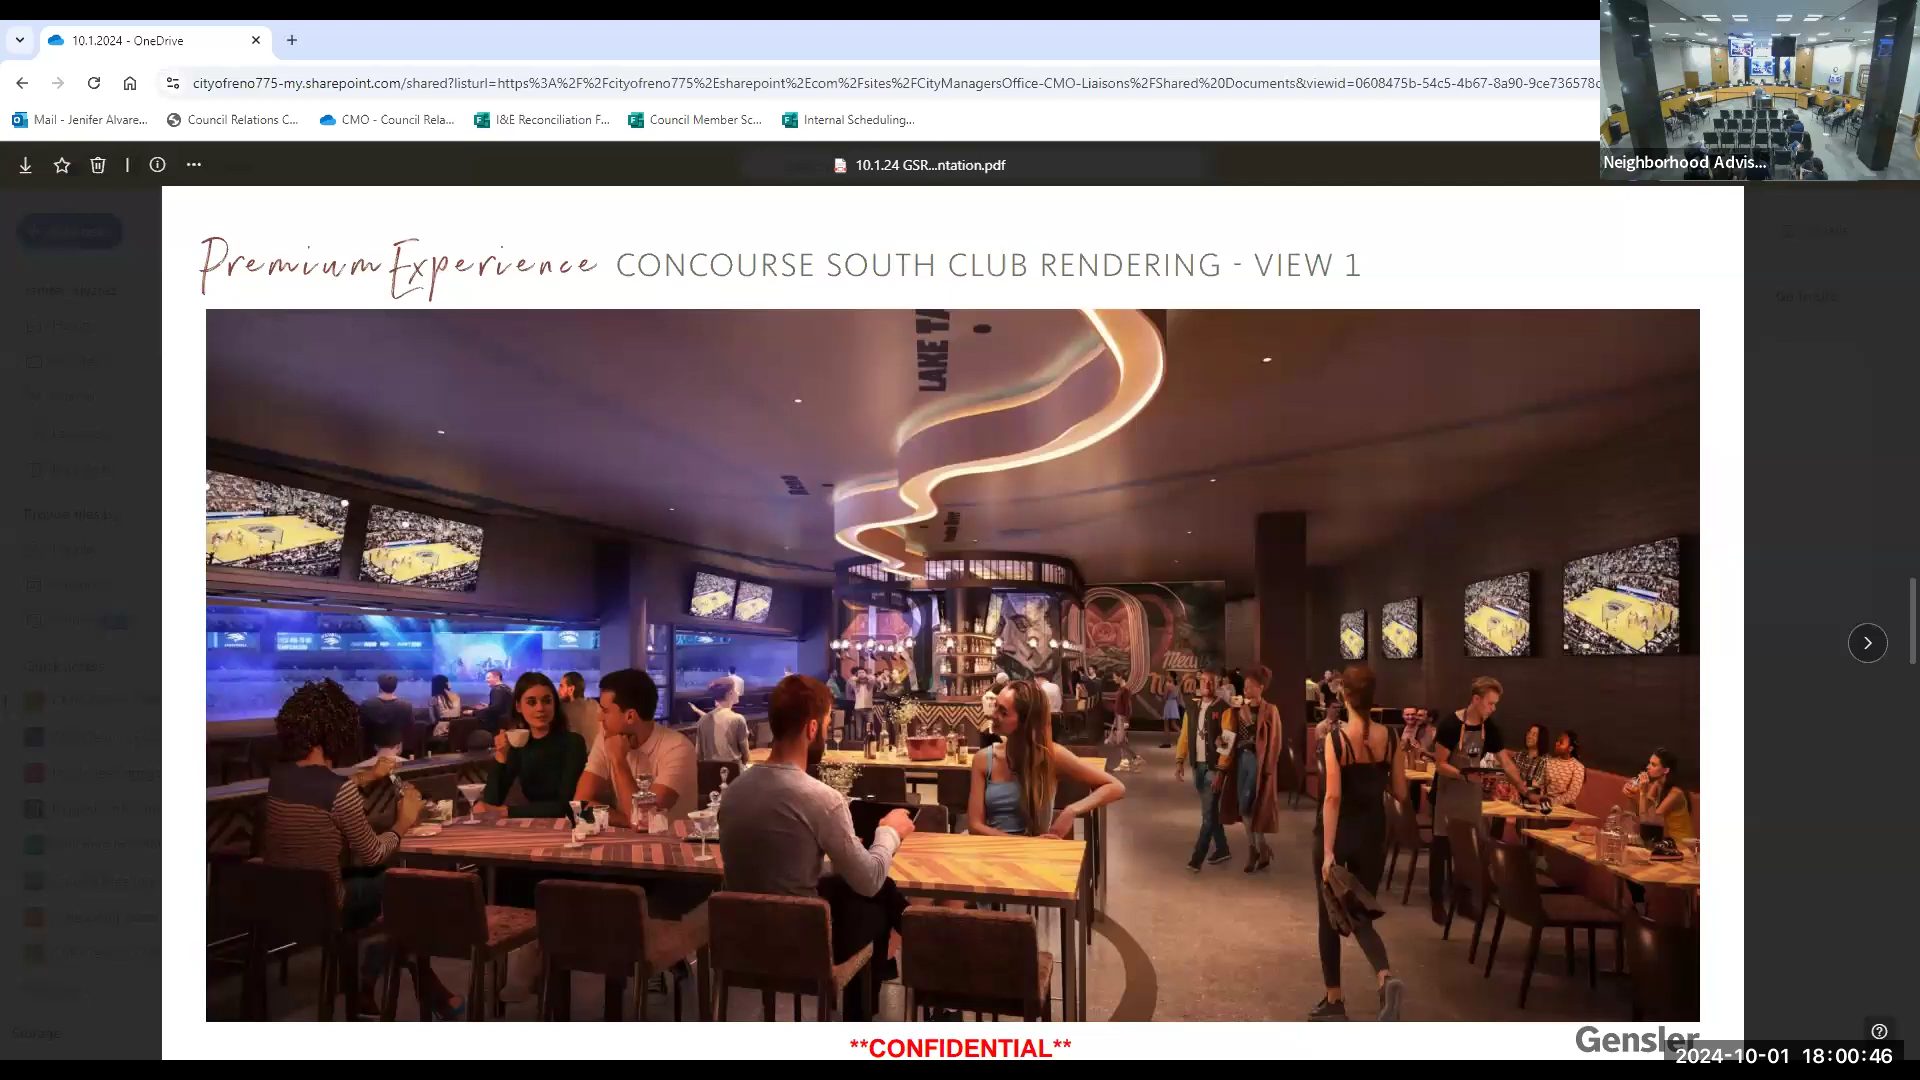 10.1.2024 - OneDrive
cityofreno775-my.sharepoint.com/shared?listurl=https%3A%2F%2Fcityofreno775%2Esharepoint%2Ecom%2Fsites%2FCityManagersOffice-CMO-Liaisons%2FShared%20Documents&viewid=0608475b-54c5-4b67-8a90-9ce736578c
Mail - Jenifer Alvare...
Council Relations C...
CMO - Council Rela...
I&E Reconciliation F...
Council Member Sc...
Internal Scheduling...
Neighborhood Advis...
10.1.24 GSR...ntation.pdf
Premium Experience CONCOURSE SOUTH CLUB RENDERING - VIEW 1
LAKE TA
**CONFIDENTIAL**
Gensler
2024-10-01 18:00:46